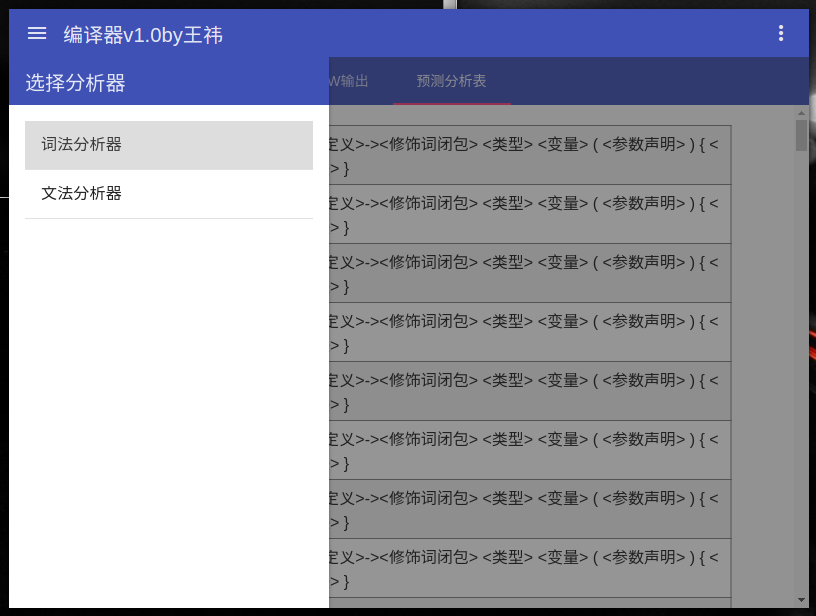 编译器v1.0by王祎
选择分析器
W输出
预测分析表
词法分析器
文法分析器
定义>-><修饰词闭包> <类型> <变量> ( <参数声明> ) { <
> }
定义>-><修饰词闭包> <类型> <变量> ( <参数声明> ) { <
> }
定义>-><修饰词闭包> <类型> <变量> ( <参数声明> ) { <
> }
定义>-><修饰词闭包> <类型> <变量> ( <参数声明> ) { <
> }
定义>-><修饰词闭包> <类型> <变量> ( <参数声明> ) { <
> }
定义>-><修饰词闭包> <类型> <变量> ( <参数声明> ) { <
> }
定义>-><修饰词闭包> <类型> <变量> ( <参数声明> ) { <
> }
定义>-><修饰词闭包> <类型> <变量> ( <参数声明> ) { <
> }